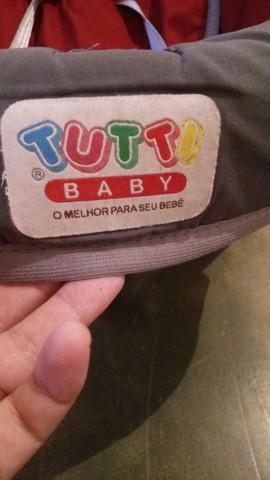 TUTTI
®
BABY
O MELHOR PARA SEU BEBÊ